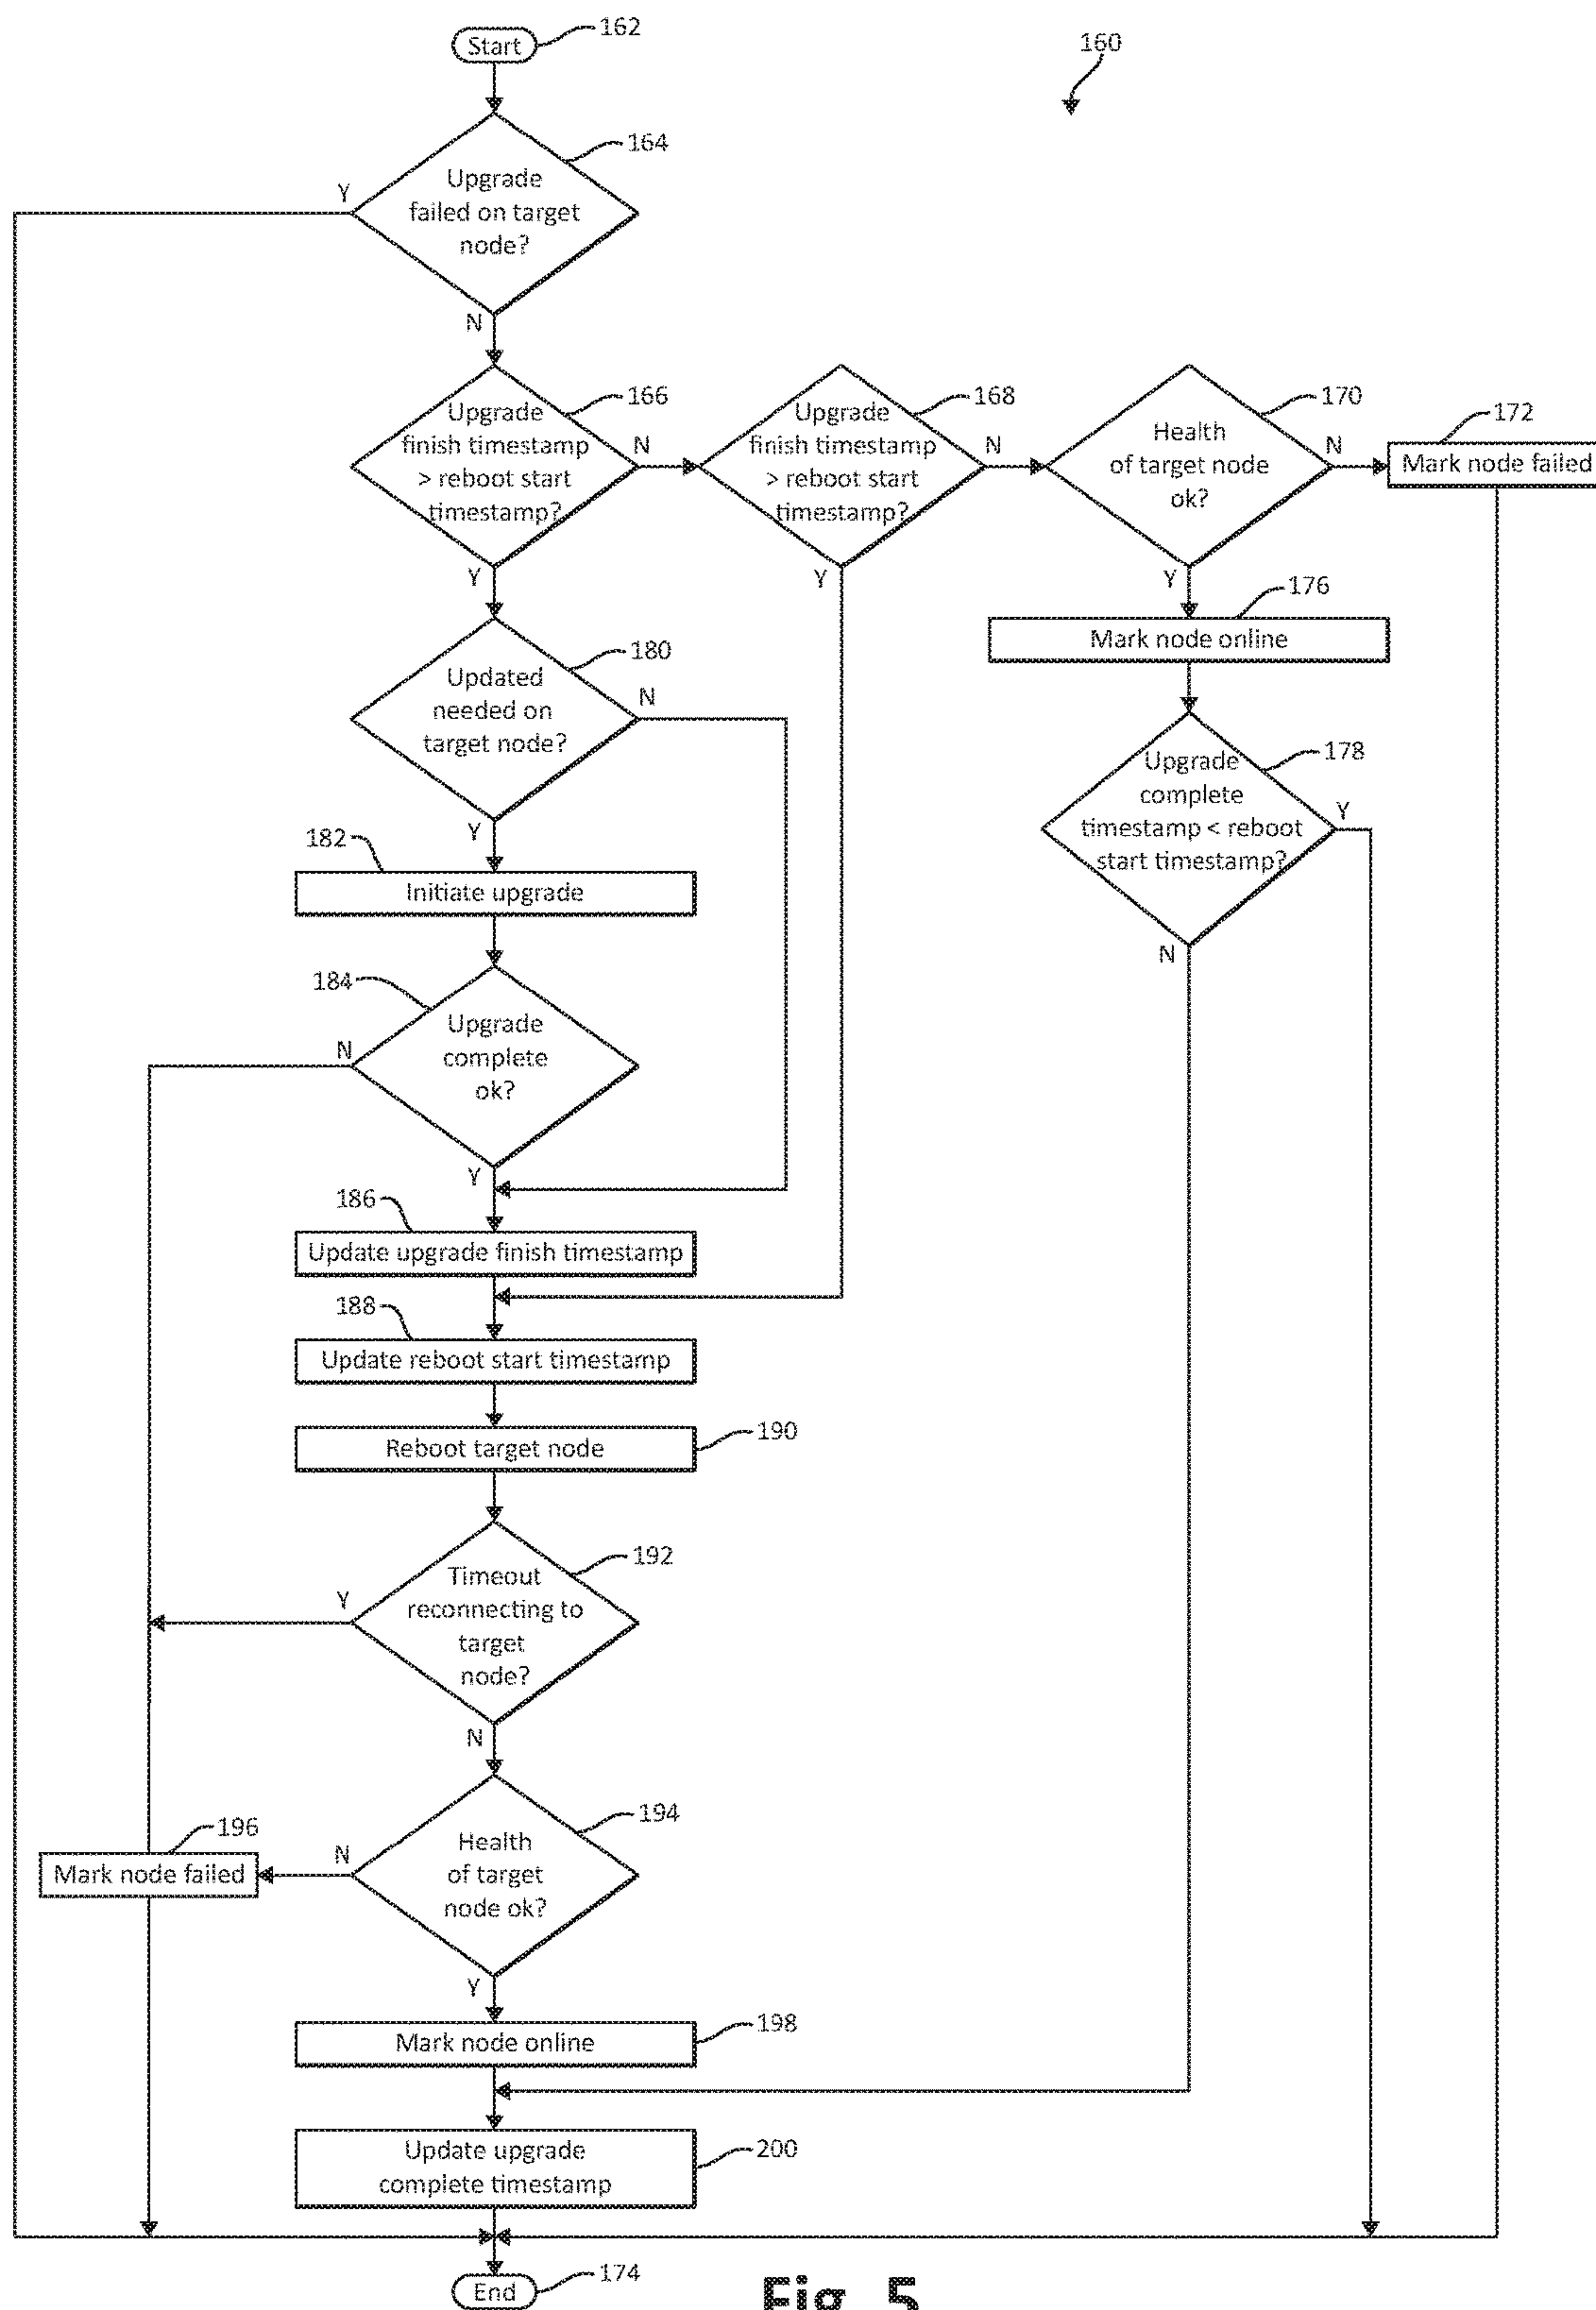 Start
162
160
164
Upgrade
failed on target
node?
Y
N
166
Upgrade
finish timestamp
> reboot start
timestamp?
N
Y
168
Upgrade
finish timestamp
> reboot start
timestamp?
N
Y
170
Health
of target node
ok?
N
Y
172
Mark node failed
176
Mark node online
180
Updated
needed on
target node?
N
Y
178
Upgrade
complete
timestamp < reboot
start timestamp?
Y
N
182
Initiate upgrade
184
Upgrade
complete
ok?
N
Y
186
Update upgrade finish timestamp
188
Update reboot start timestamp
190
Reboot target node
192
Timeout
reconnecting to
target
node?
Y
N
194
Health
of target
node ok?
N
Y
196
Mark node failed
198
Mark node online
200
Update upgrade
complete timestamp
174
End
Fig. 5